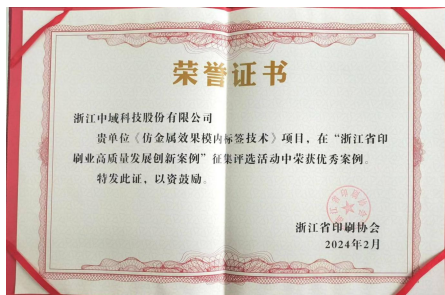 荣誉证书
浙江中域科技股份有限公司
贵单位《仿金属效果模内标签技术》项目，在“浙江省印
刷业高质量发展创新案例”征集评选活动中荣获优秀案例。
特发此证，以资鼓励。
浙江省印刷协会
2024年2月